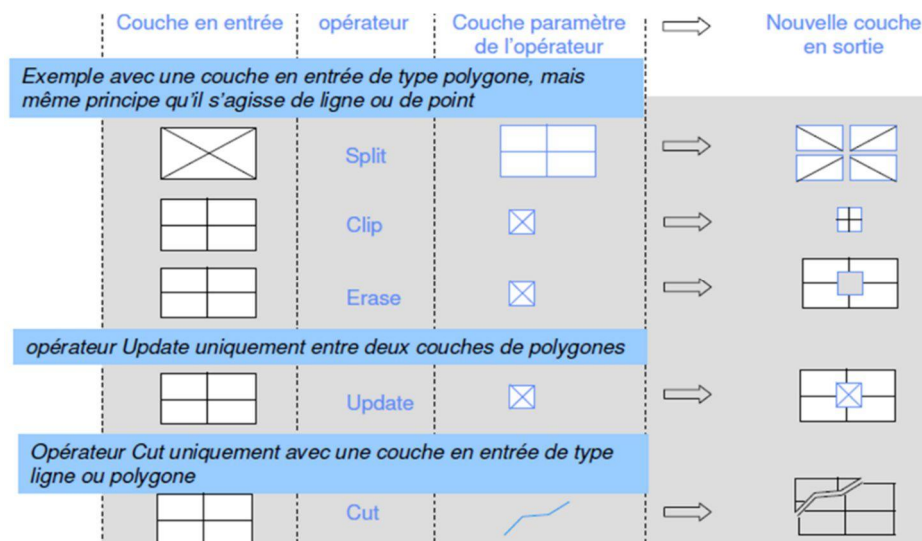 Couche en entrée
opérateur
Couche paramètre
de l'opérateur
Nouvelle couche
en sortie
Exemple avec une couche en entrée de type polygone, mais
même principe qu'il s'agisse de ligne ou de point
Split
Clip
Erase
opérateur Update uniquement entre deux couches de polygones
Update
Opérateur Cut uniquement avec une couche en entrée de type
ligne ou polygone
Cut